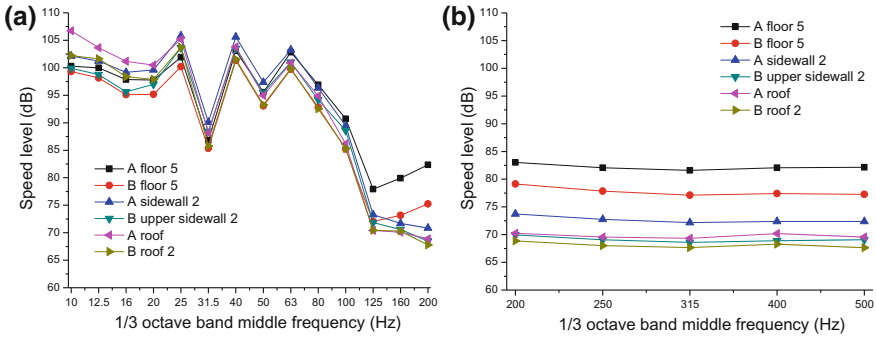 (a)
Speed level (dB)
110
105
100
95
90
85
80
75
70
65
60
A floor 5
B floor 5
A sidewall 2
B upper sidewall 2
A roof
B roof 2
10 12.5 16 20 25 31.5 40 50 63 80 100 125 160 200
1/3 octave band middle frequency (Hz)
(b)
Speed level (dB)
110
105
100
95
90
85
80
75
70
65
60
A floor 5
B floor 5
A sidewall 2
B upper sidewall 2
A roof
B roof 2
200 250 315 400 500
1/3 octave band middle frequency (Hz)